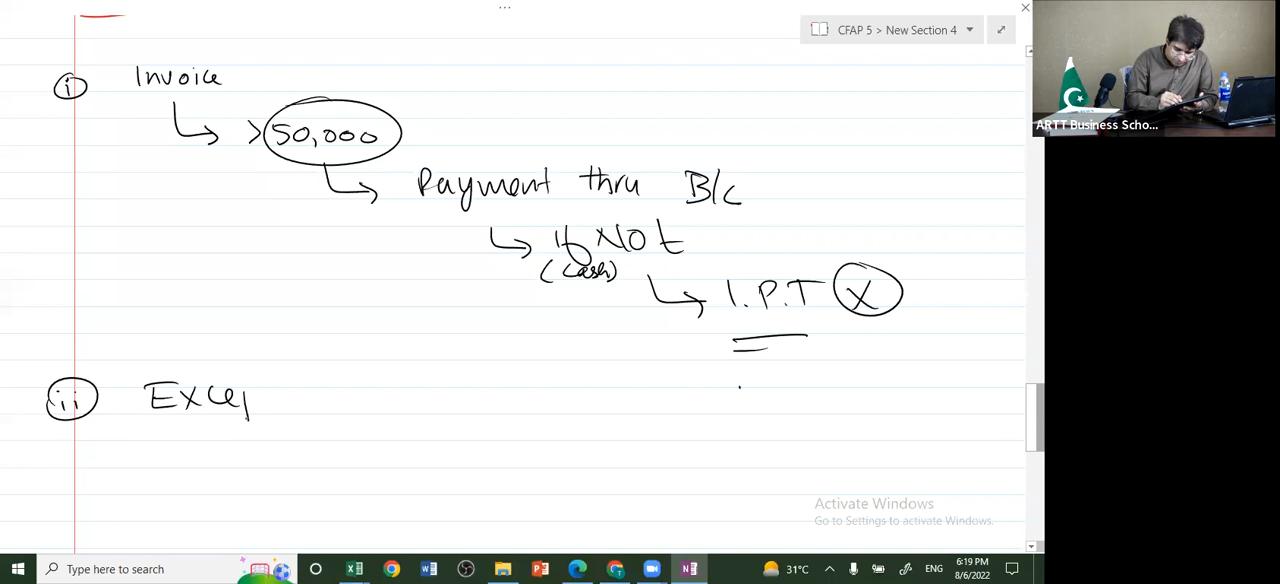 ...
CFAP 5 > New Section 4
ARTT Business Scho...
i Invoice
>50,000
Payment thru B/c
if NOt
(Cash)
I.P.T X
ii Excep
Activate Windows
Go to Settings to activate Windows.
Type here to search
31°C
ENG
6:19 PM
8/6/2022